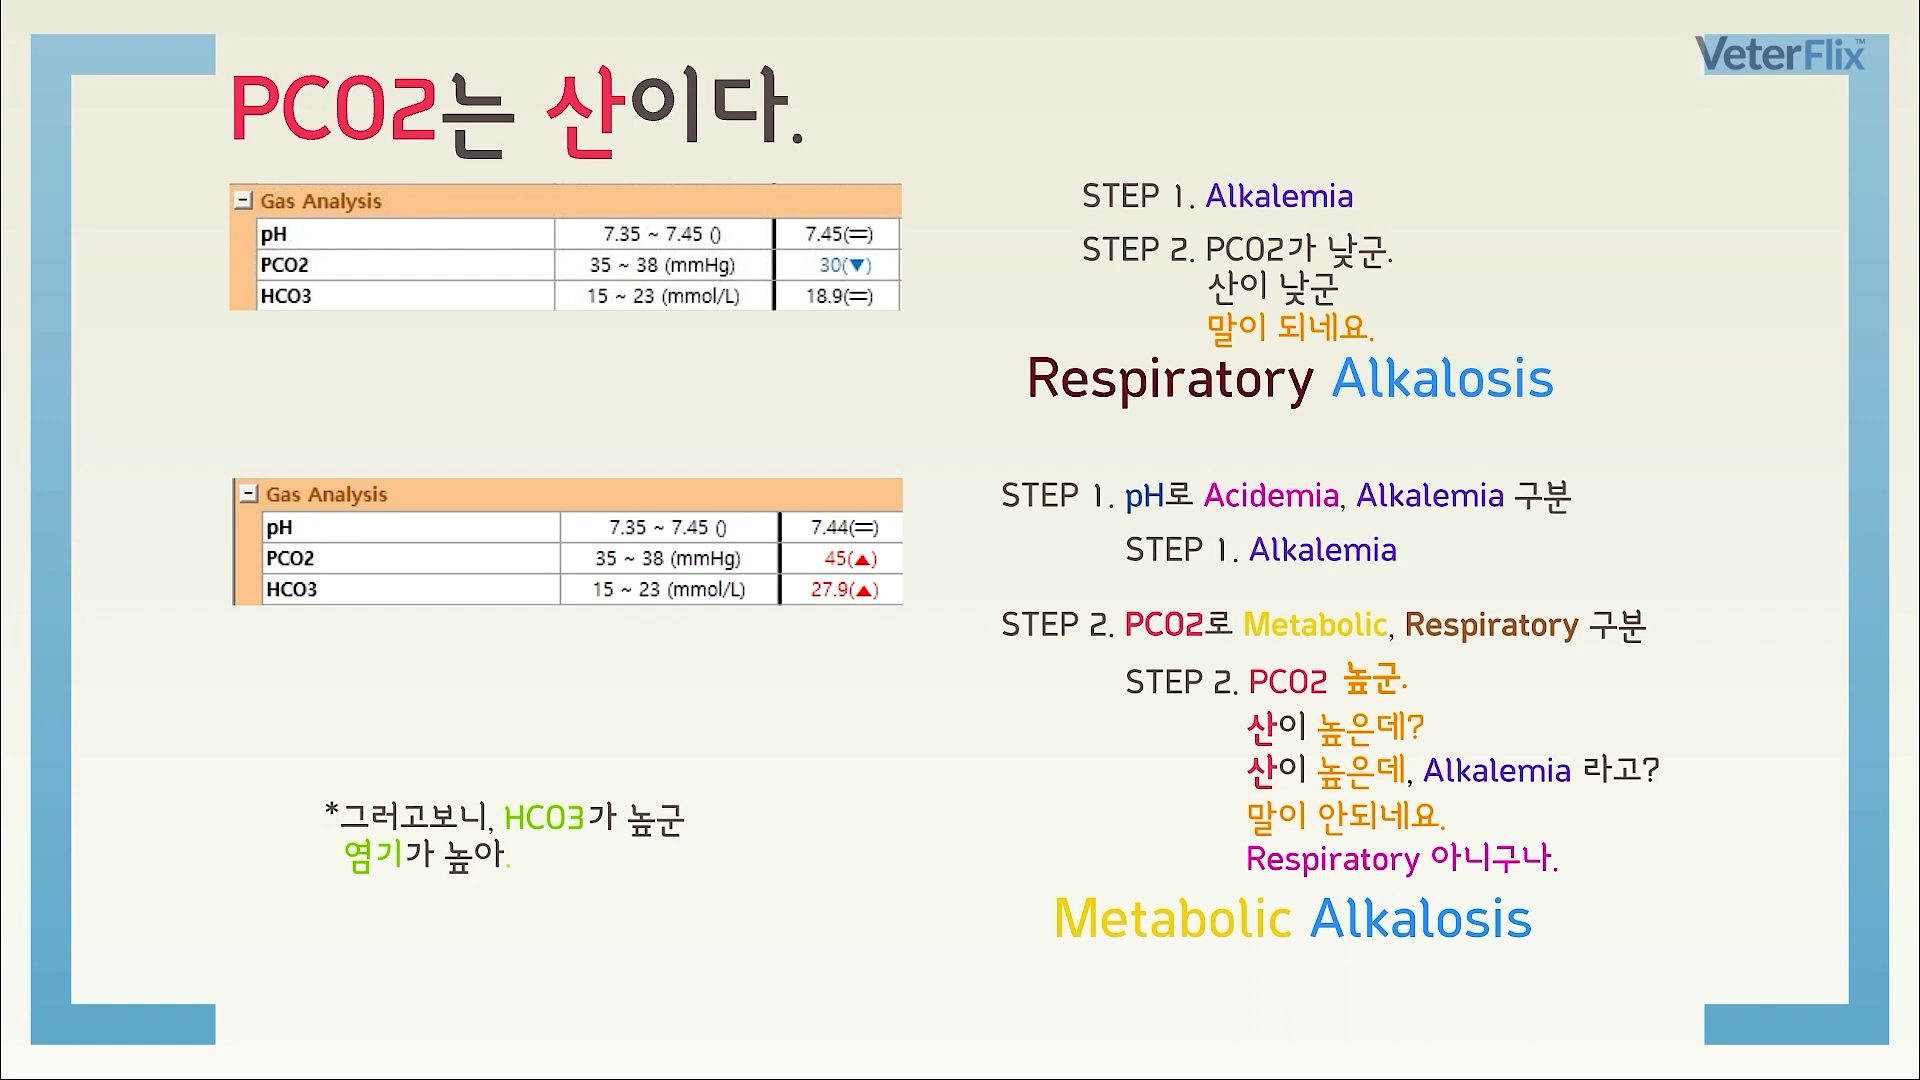 VeterFlix™
PCO2는 산이다.
Gas Analysis
pH 7.35 ~ 7.45 () 7.45(=)
PCO2 35 ~ 38 (mmHg) 30(▼)
HCO3 15 ~ 23 (mmol/L) 18.9(=)
STEP 1. Alkalemia
STEP 2. PCO2가 낮군.
산이 낮군
말이 되네요.
Respiratory Alkalosis
Gas Analysis
pH 7.35 ~ 7.45 () 7.44(=)
PCO2 35 ~ 38 (mmHg) 45(▲)
HCO3 15 ~ 23 (mmol/L) 27.9(▲)
STEP 1. pH로 Acidemia, Alkalemia 구분
STEP 1. Alkalemia
STEP 2. PCO2로 Metabolic, Respiratory 구분
STEP 2. PCO2 높군.
산이 높은데?
산이 높은데, Alkalemia 라고?
말이 안되네요.
Respiratory 아니구나.
*그러고보니, HCO3가 높군
염기가 높아.
Metabolic Alkalosis